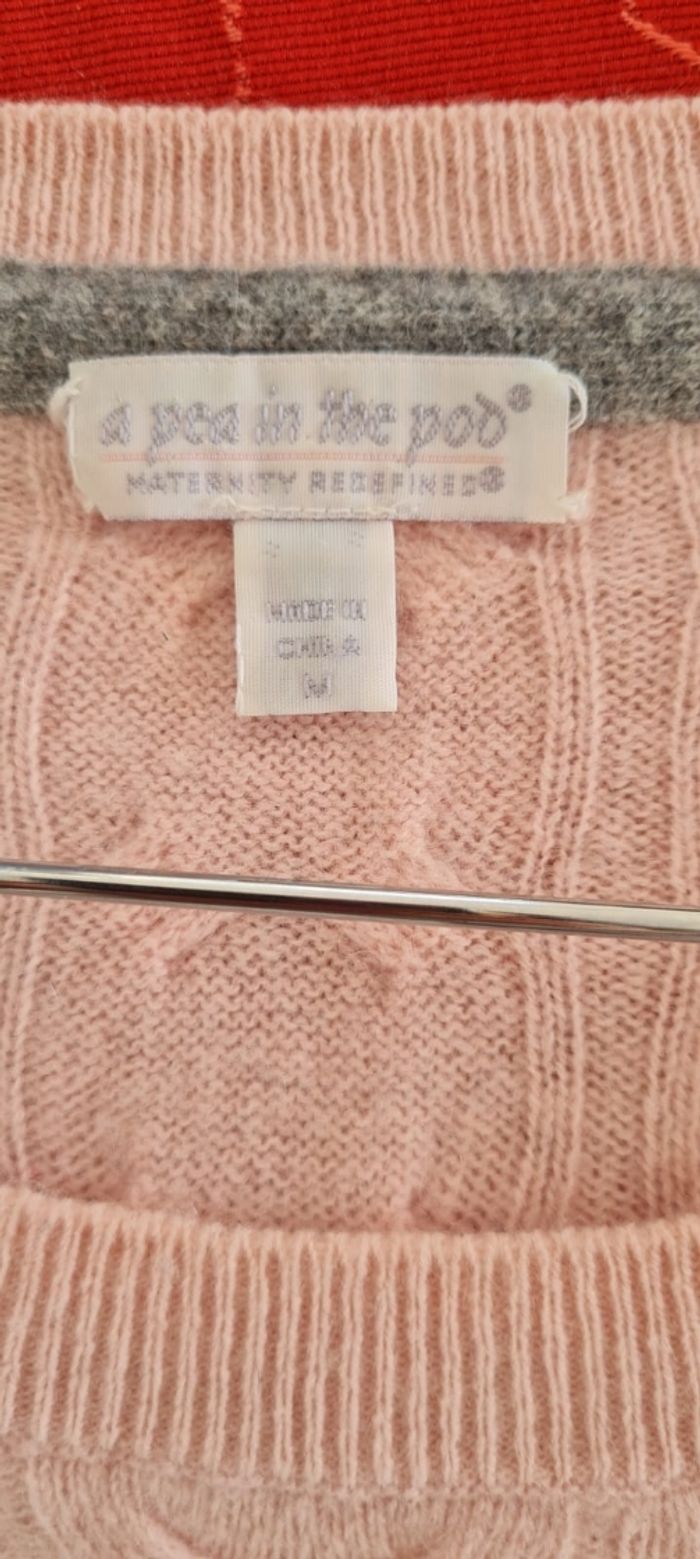 a pea in the pod®
MATERNITY REDEFINED®
MADE IN
CHINA
M